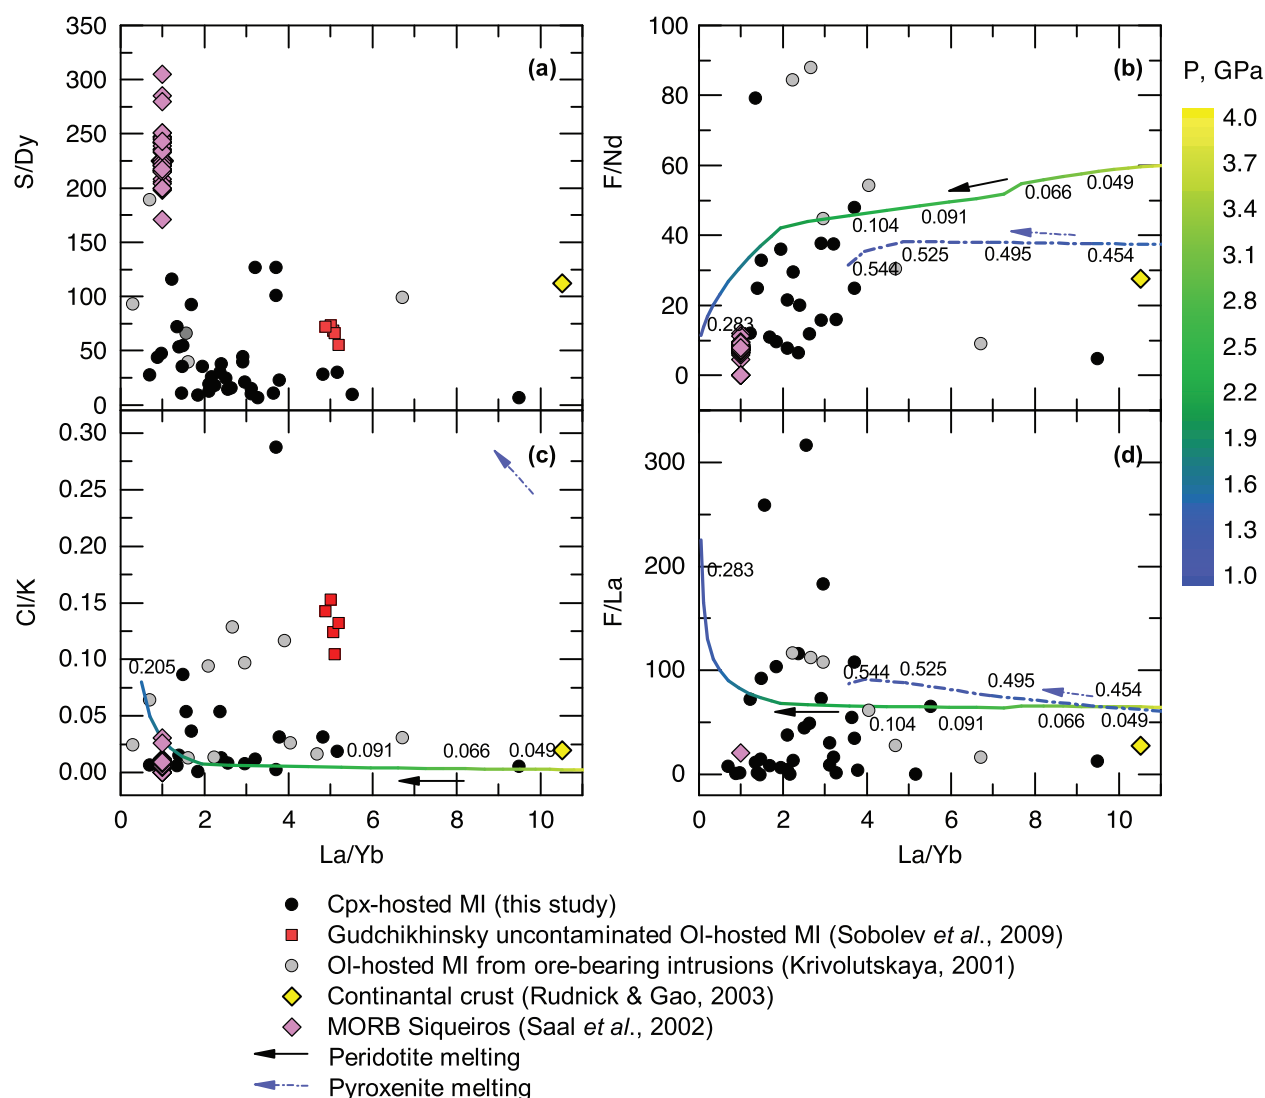 350
300
250
200
150
100
50
0
S/Dy
(a)
100
80
60
40
20
0
F/Nd
(b)
0.049
0.066
0.091
0.104
0.283
0.544
0.525
0.495
0.454
P, GPa
4.0
3.7
3.4
3.1
2.8
2.5
2.2
1.9
1.6
1.3
1.0
0.30
0.25
0.20
0.15
0.10
0.05
0.00
Cl/K
(c)
0.205
0.091
0.066
0.049
0 2 4 6 8 10
La/Yb
300
200
100
0
F/La
(d)
0.283
0.544
0.525
0.495
0.454
0.104
0.091
0.066
0.049
0 2 4 6 8 10
La/Yb
Cpx-hosted MI (this study)
Gudchikhinsky uncontaminated Ol-hosted MI (Sobolev et al., 2009)
Ol-hosted MI from ore-bearing intrusions (Krivolutskaya, 2001)
Continantal crust (Rudnick & Gao, 2003)
MORB Siqueiros (Saal et al., 2002)
Peridotite melting
Pyroxenite melting